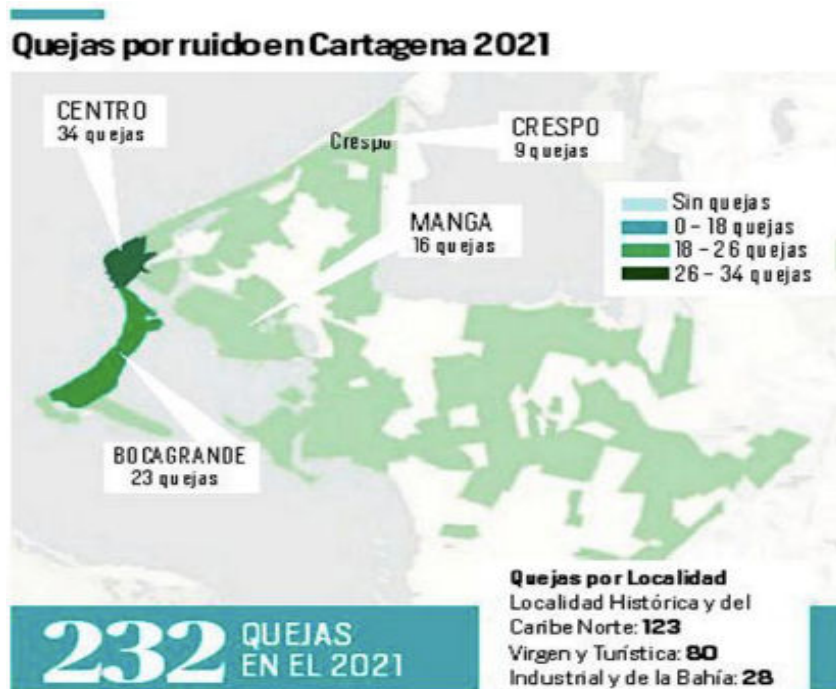 Quejas por ruido en Cartagena 2021
CENTRO
34 quejas
Crespo
CRESPO
9 quejas
MANGA
16 quejas
Sin quejas
0 – 18 quejas
18 – 26 quejas
26 – 34 quejas
BOCAGRANDE
23 quejas
232 QUEJAS
EN EL 2021
Quejas por Localidad
Localidad Histórica y del
Caribe Norte: 123
Virgen y Turística: 80
Industrial y de la Bahía: 28